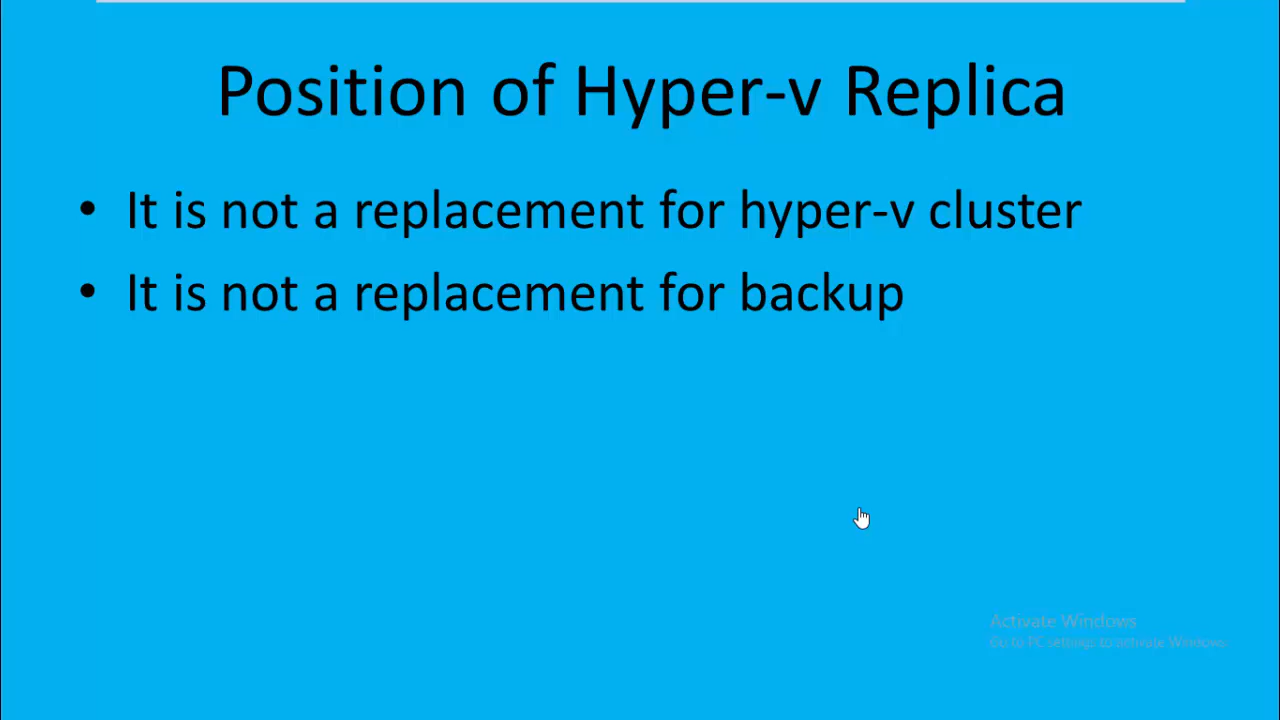 Position of Hyper-v Replica
• It is not a replacement for hyper-v cluster
• It is not a replacement for backup
Activate Windows
Go to PC settings to activate Windows.